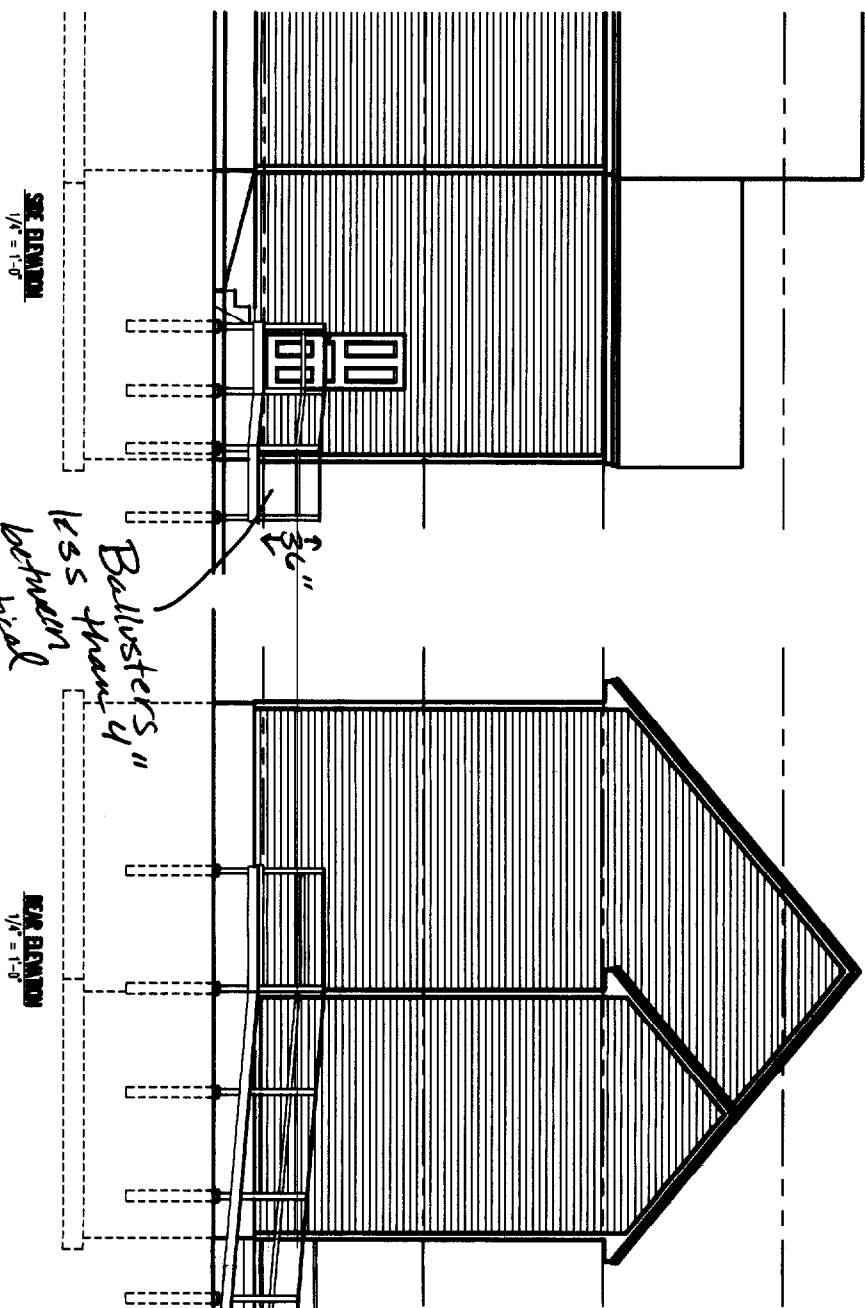 SIDE ELEVATION
1/4" = 1'-0"
36"
Ballusters
less than 4"
between
REAR ELEVATION
1/4" = 1'-0"